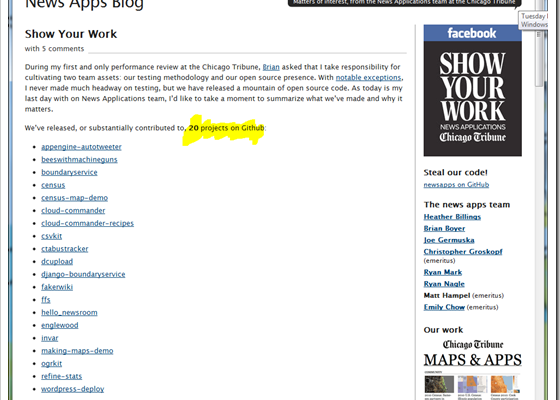 News Apps Blog
Matters of interest, from the News Applications team at the Chicago Tribune
Tuesday
Windows
Show Your Work
with 5 comments
During my first and only performance review at the Chicago Tribune, Brian asked that I take responsibility for
cultivating two team assets: our testing methodology and our open source presence. With notable exceptions,
I never made much headway on testing, but we have released a mountain of open source code. As today is my
last day with on News Applications team, I'd like to take a moment to summarize what we've made and why it
matters.
We've released, or substantially contributed to, 20 projects on Github:
appengine-autotweeter
beeswithmachineguns
boundaryservice
census
census-map-demo
cloud-commander
cloud-commander-recipes
csvkit
ctabustracker
dcupload
django-boundaryservice
fakerwiki
ffs
hello_newsroom
englewood
invar
making-maps-demo
ogrkit
refine-stats
wordpress-deploy
facebook
SHOW
YOUR
WORK
NEWS APPLICATIONS
Chicago Tribune
Steal our code!
newsapps on GitHub
The news apps team
Heather Billings
Brian Boyer
Joe Germuska
Christopher Groskopf
(emeritus)
Ryan Mark
Ryan Nagle
Matt Hampel (emeritus)
Emily Chow (emeritus)
Our work
Chicago Tribune
MAPS & APPS